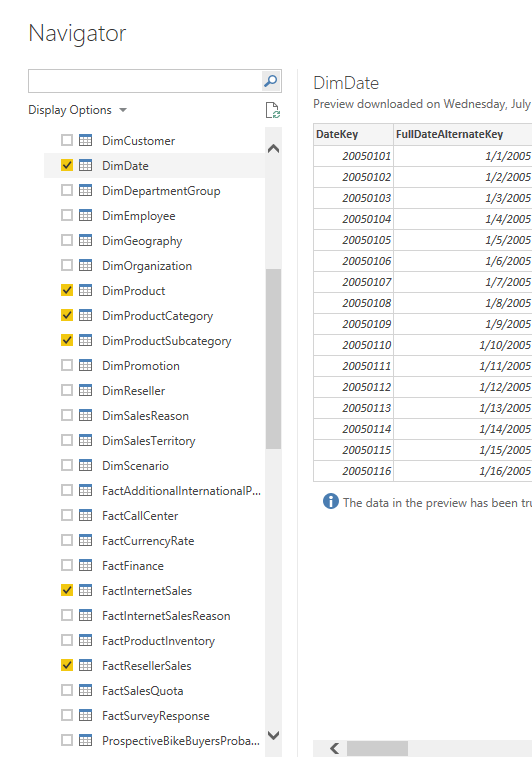 Navigator
Display Options
DimCustomer
DimDate
DimDepartmentGroup
DimEmployee
DimGeography
DimOrganization
DimProduct
DimProductCategory
DimProductSubcategory
DimPromotion
DimReseller
DimSalesReason
DimSalesTerritory
DimScenario
FactAdditionalInternationalP...
FactCallCenter
FactCurrencyRate
FactFinance
FactInternetSales
FactInternetSalesReason
FactProductInventory
FactResellerSales
FactSalesQuota
FactSurveyResponse
ProspectiveBikeBuyersProba...
DimDate
Preview downloaded on Wednesday, July
DateKey FullDateAlternateKey
20050101 1/1/2005
20050102 1/2/2005
20050103 1/3/2005
20050104 1/4/2005
20050105 1/5/2005
20050106 1/6/2005
20050107 1/7/2005
20050108 1/8/2005
20050109 1/9/2005
20050110 1/10/2005
20050111 1/11/2005
20050112 1/12/2005
20050113 1/13/2005
20050114 1/14/2005
20050115 1/15/2005
20050116 1/16/2005
The data in the preview has been tru